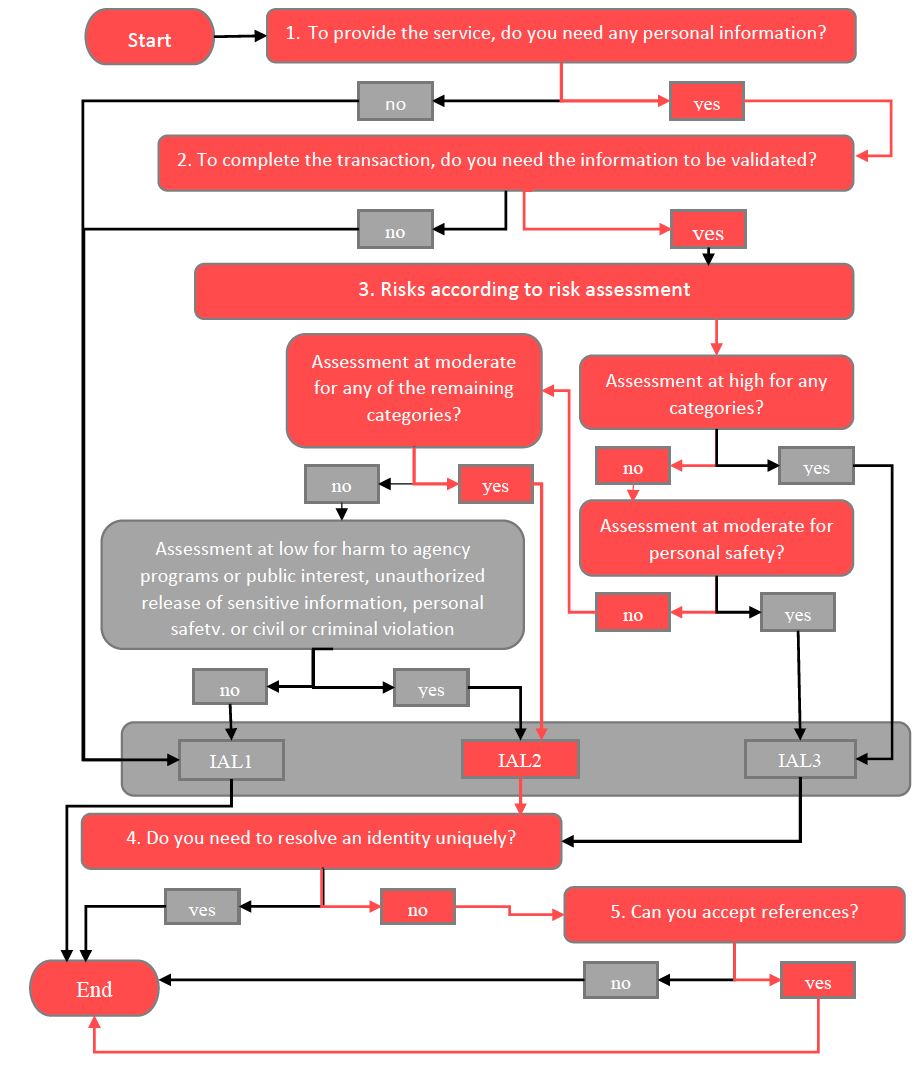 Start
1. To provide the service, do you need any personal information?
no
yes
2. To complete the transaction, do you need the information to be validated?
no
yes
3. Risks according to risk assessment
Assessment at moderate
for any of the remaining
categories?
Assessment at high for any
categories?
no
yes
no
yes
Assessment at low for harm to agency
programs or public interest, unauthorized
release of sensitive information, personal
safety. or civil or criminal violation
Assessment at moderate for
personal safety?
no
yes
no
yes
IAL1
IAL2
IAL3
4. Do you need to resolve an identity uniquely?
yes
no
5. Can you accept references?
End
no
yes